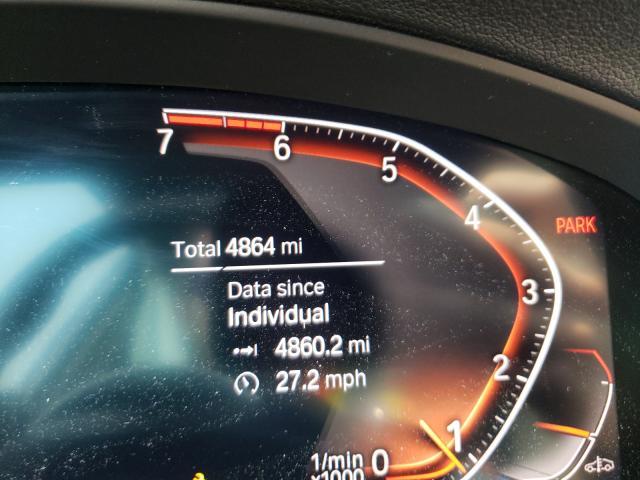 7
6
5
4
PARK
Total 4864 mi
Data since
3
Individual
4860.2 mi
2
27.2 mph
1
1/min 0
x1000